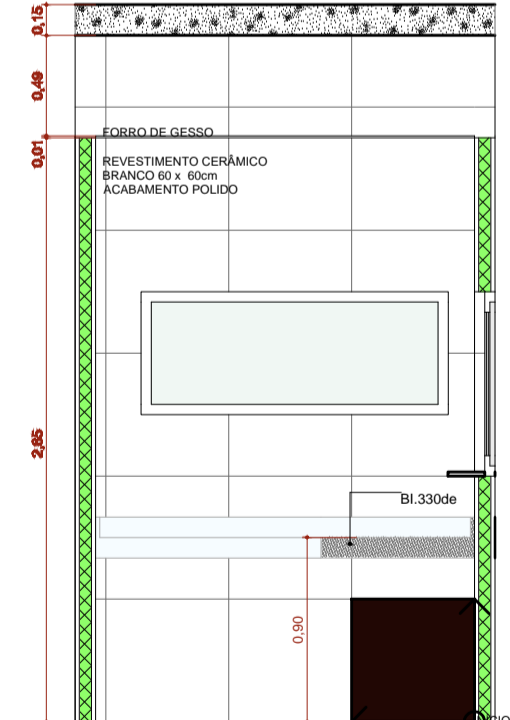 0,15
0,49
FORRO DE GESSO
0,01
REVESTIMENTO CERÂMICO
BRANCO 60 x 60cm
ACABAMENTO POLIDO
2,85
Bl.330de
0,90